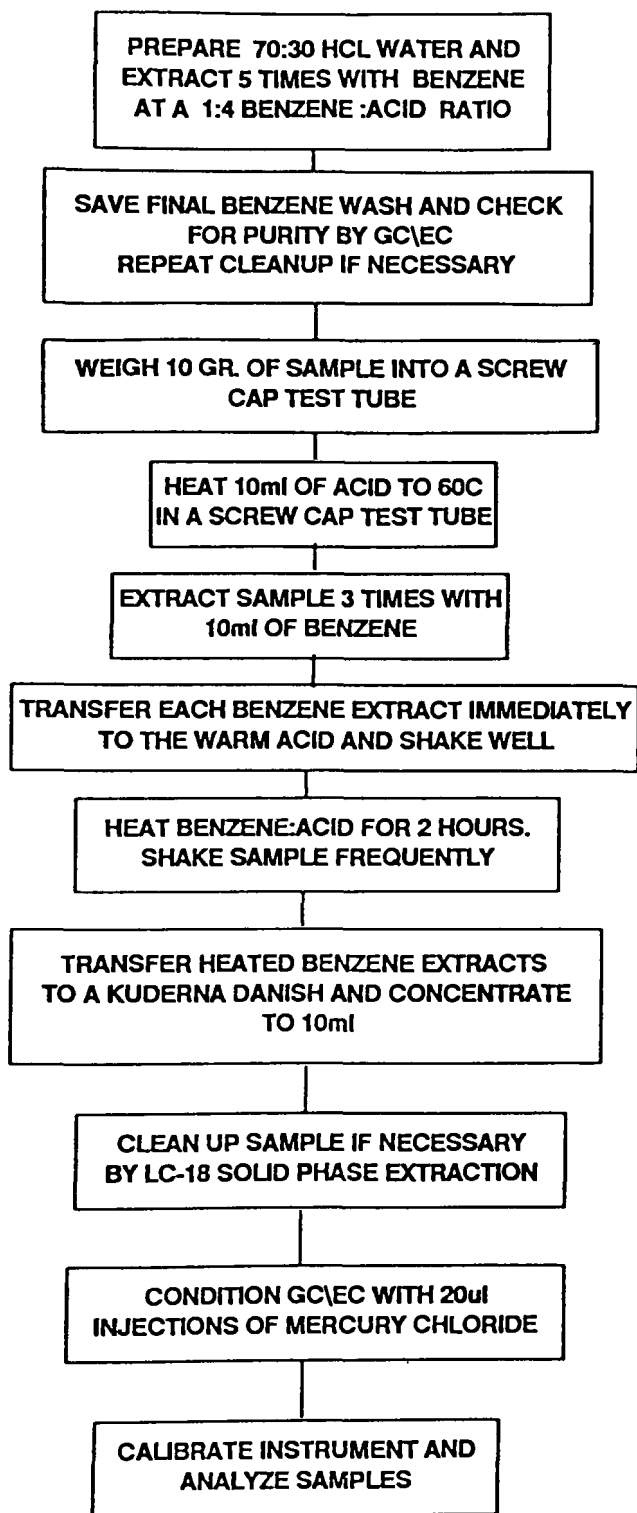 PREPARE 70:30 HCL WATER AND
EXTRACT 5 TIMES WITH BENZENE
AT A 1:4 BENZENE :ACID RATIO
SAVE FINAL BENZENE WASH AND CHECK
FOR PURITY BY GC\EC
REPEAT CLEANUP IF NECESSARY
WEIGH 10 GR. OF SAMPLE INTO A SCREW
CAP TEST TUBE
HEAT 10ml OF ACID TO 60C
IN A SCREW CAP TEST TUBE
EXTRACT SAMPLE 3 TIMES WITH
10ml OF BENZENE
TRANSFER EACH BENZENE EXTRACT IMMEDIATELY
TO THE WARM ACID AND SHAKE WELL
HEAT BENZENE:ACID FOR 2 HOURS.
SHAKE SAMPLE FREQUENTLY
TRANSFER HEATED BENZENE EXTRACTS
TO A KUDERNA DANISH AND CONCENTRATE
TO 10ml
CLEAN UP SAMPLE IF NECESSARY
BY LC-18 SOLID PHASE EXTRACTION
CONDITION GC\EC WITH 20ul
INJECTIONS OF MERCURY CHLORIDE
CALIBRATE INSTRUMENT AND
ANALYZE SAMPLES